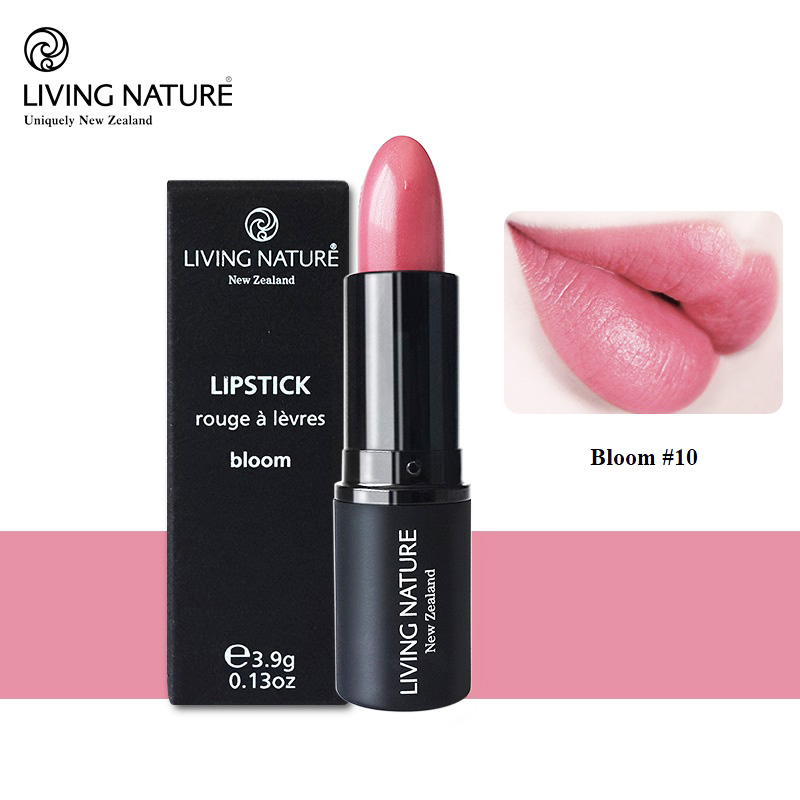 LIVING NATURE®
Uniquely New Zealand
LIVING NATURE®
New Zealand
LIPSTICK
rouge à lèvres
bloom
℮3.9g
0.13oz
LIVING NATURE
New Zealand
Bloom #10